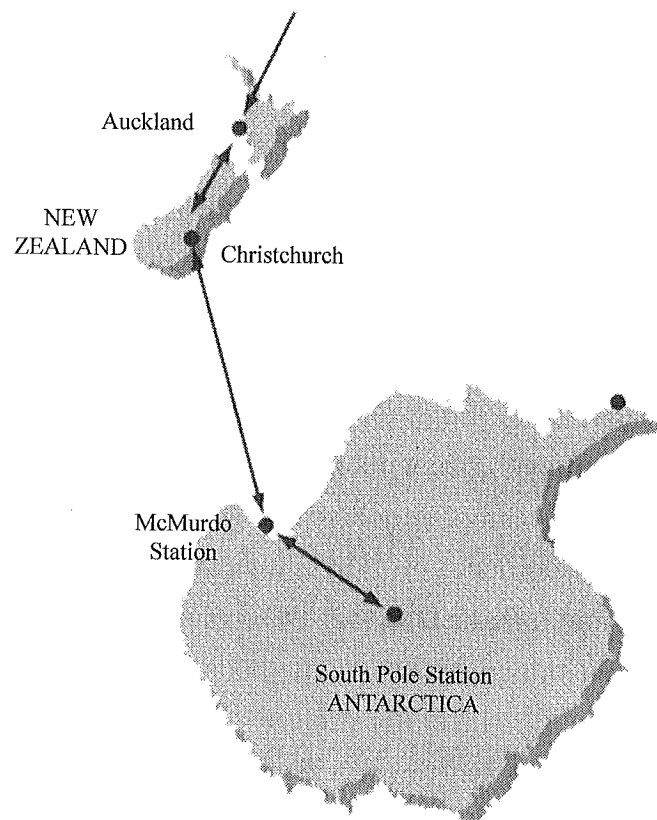 Auckland
NEW
ZEALAND
Christchurch
McMurdo
Station
South Pole Station
ANTARCTICA